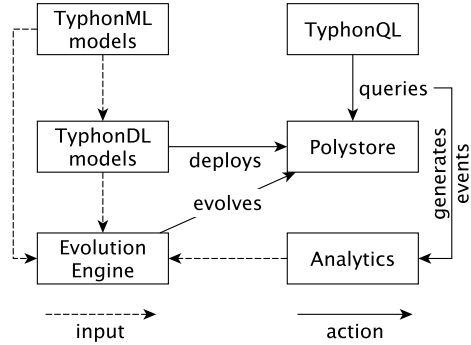 TyphonML
models
TyphonQL
queries
TyphonDL
models
deploys
Polystore
generates
events
evolves
Evolution
Engine
Analytics
input
action